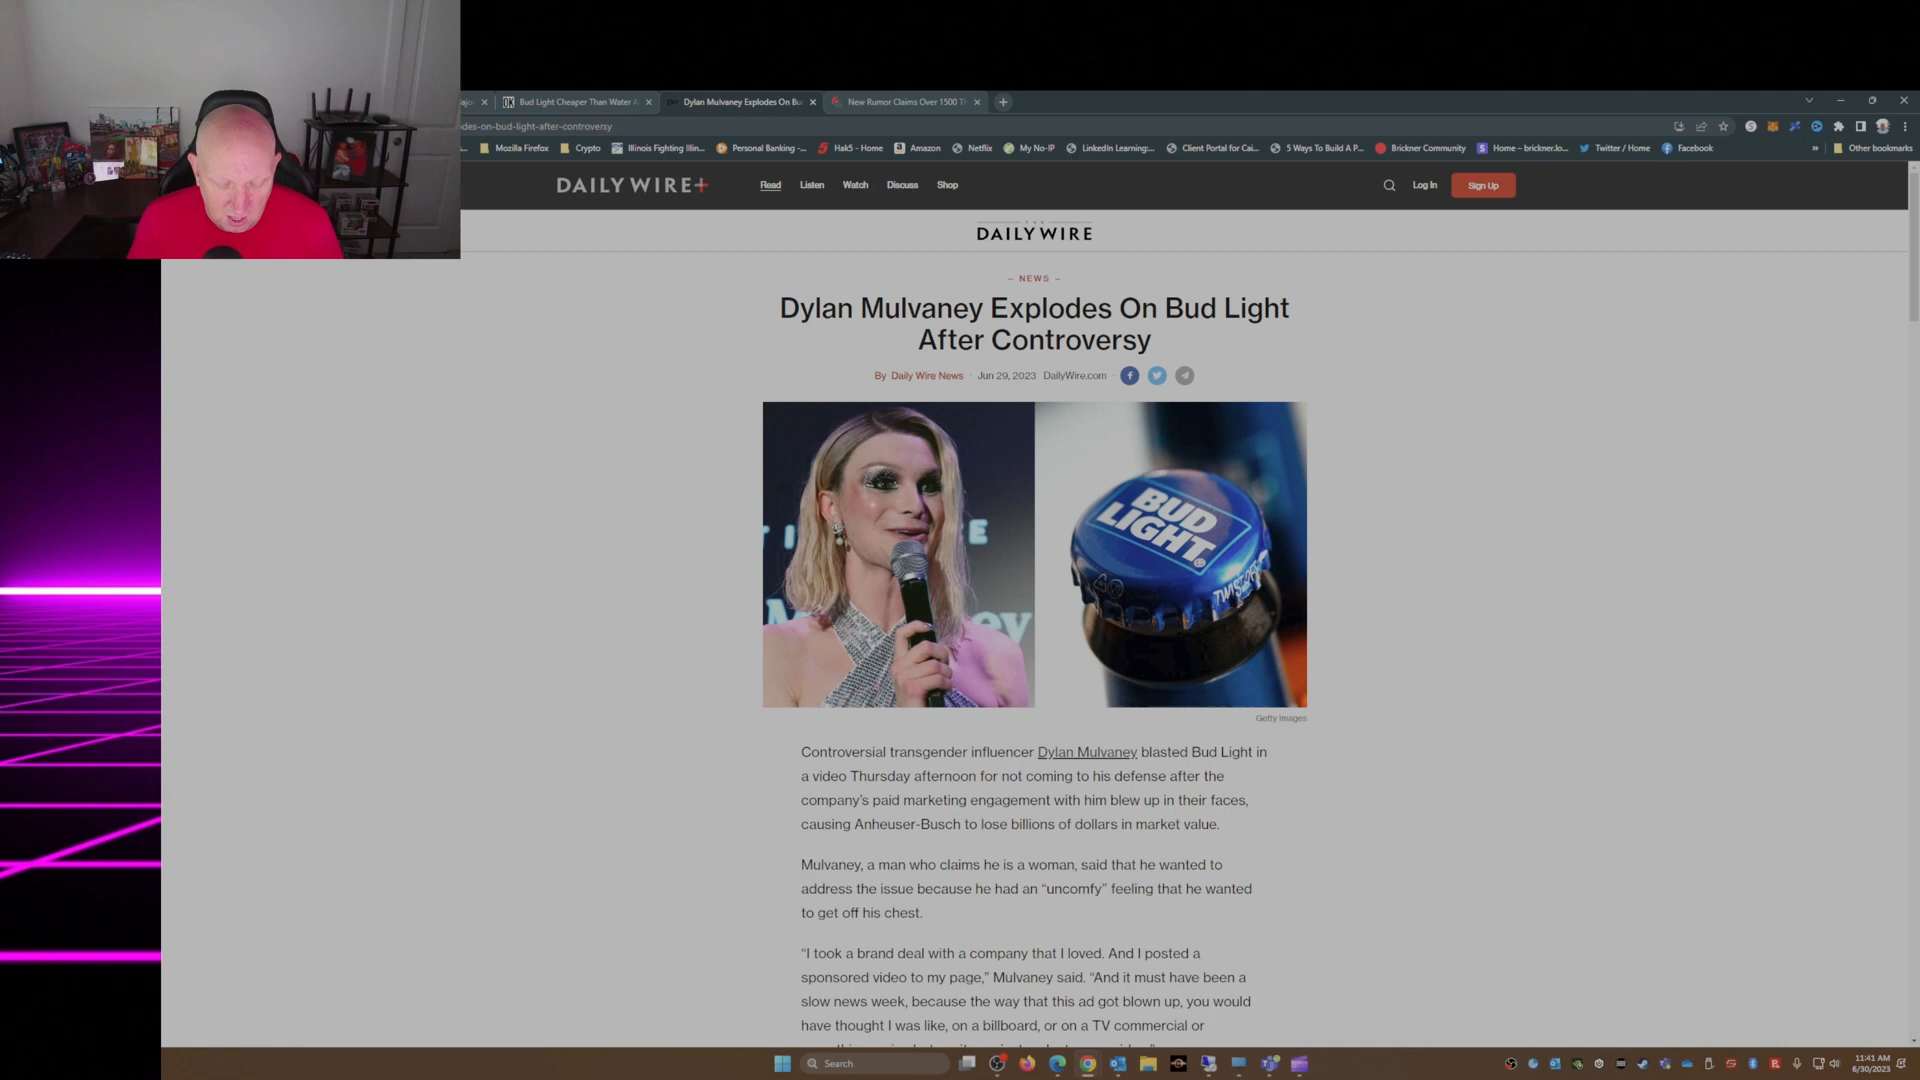 Bud Light Cheaper Than Water A
Dylan Mulvaney Explodes On Bu
New Rumor Claims Over 1500 T
des-on-bud-light-after-controversy
Mozilla Firefox
Crypto
Illinois Fighting Illin...
Personal Banking -...
Hak5 - Home
Amazon
Netflix
My No-IP
LinkedIn Learning:...
Client Portal for Cai...
5 Ways To Build A P...
Brickner Community
Home – brickner.lo...
Twitter / Home
Facebook
»
Other bookmarks
DAILY WIRE+
Read
Listen
Watch
Discuss
Shop
Log In
Sign Up
THE
DAILY WIRE
– NEWS –
Dylan Mulvaney Explodes On Bud Light
After Controversy
By Daily Wire News · Jun 29, 2023 DailyWire.com ·
BUD
LIGHT
TWIST OFF
Getty Images
Controversial transgender influencer Dylan Mulvaney blasted Bud Light in
a video Thursday afternoon for not coming to his defense after the
company's paid marketing engagement with him blew up in their faces,
causing Anheuser-Busch to lose billions of dollars in market value.
Mulvaney, a man who claims he is a woman, said that he wanted to
address the issue because he had an “uncomfy” feeling that he wanted
to get off his chest.
“I took a brand deal with a company that I loved. And I posted a
sponsored video to my page,” Mulvaney said. “And it must have been a
slow news week, because the way that this ad got blown up, you would
have thought I was like, on a billboard, or on a TV commercial or
Search
11:41 AM
6/30/2023